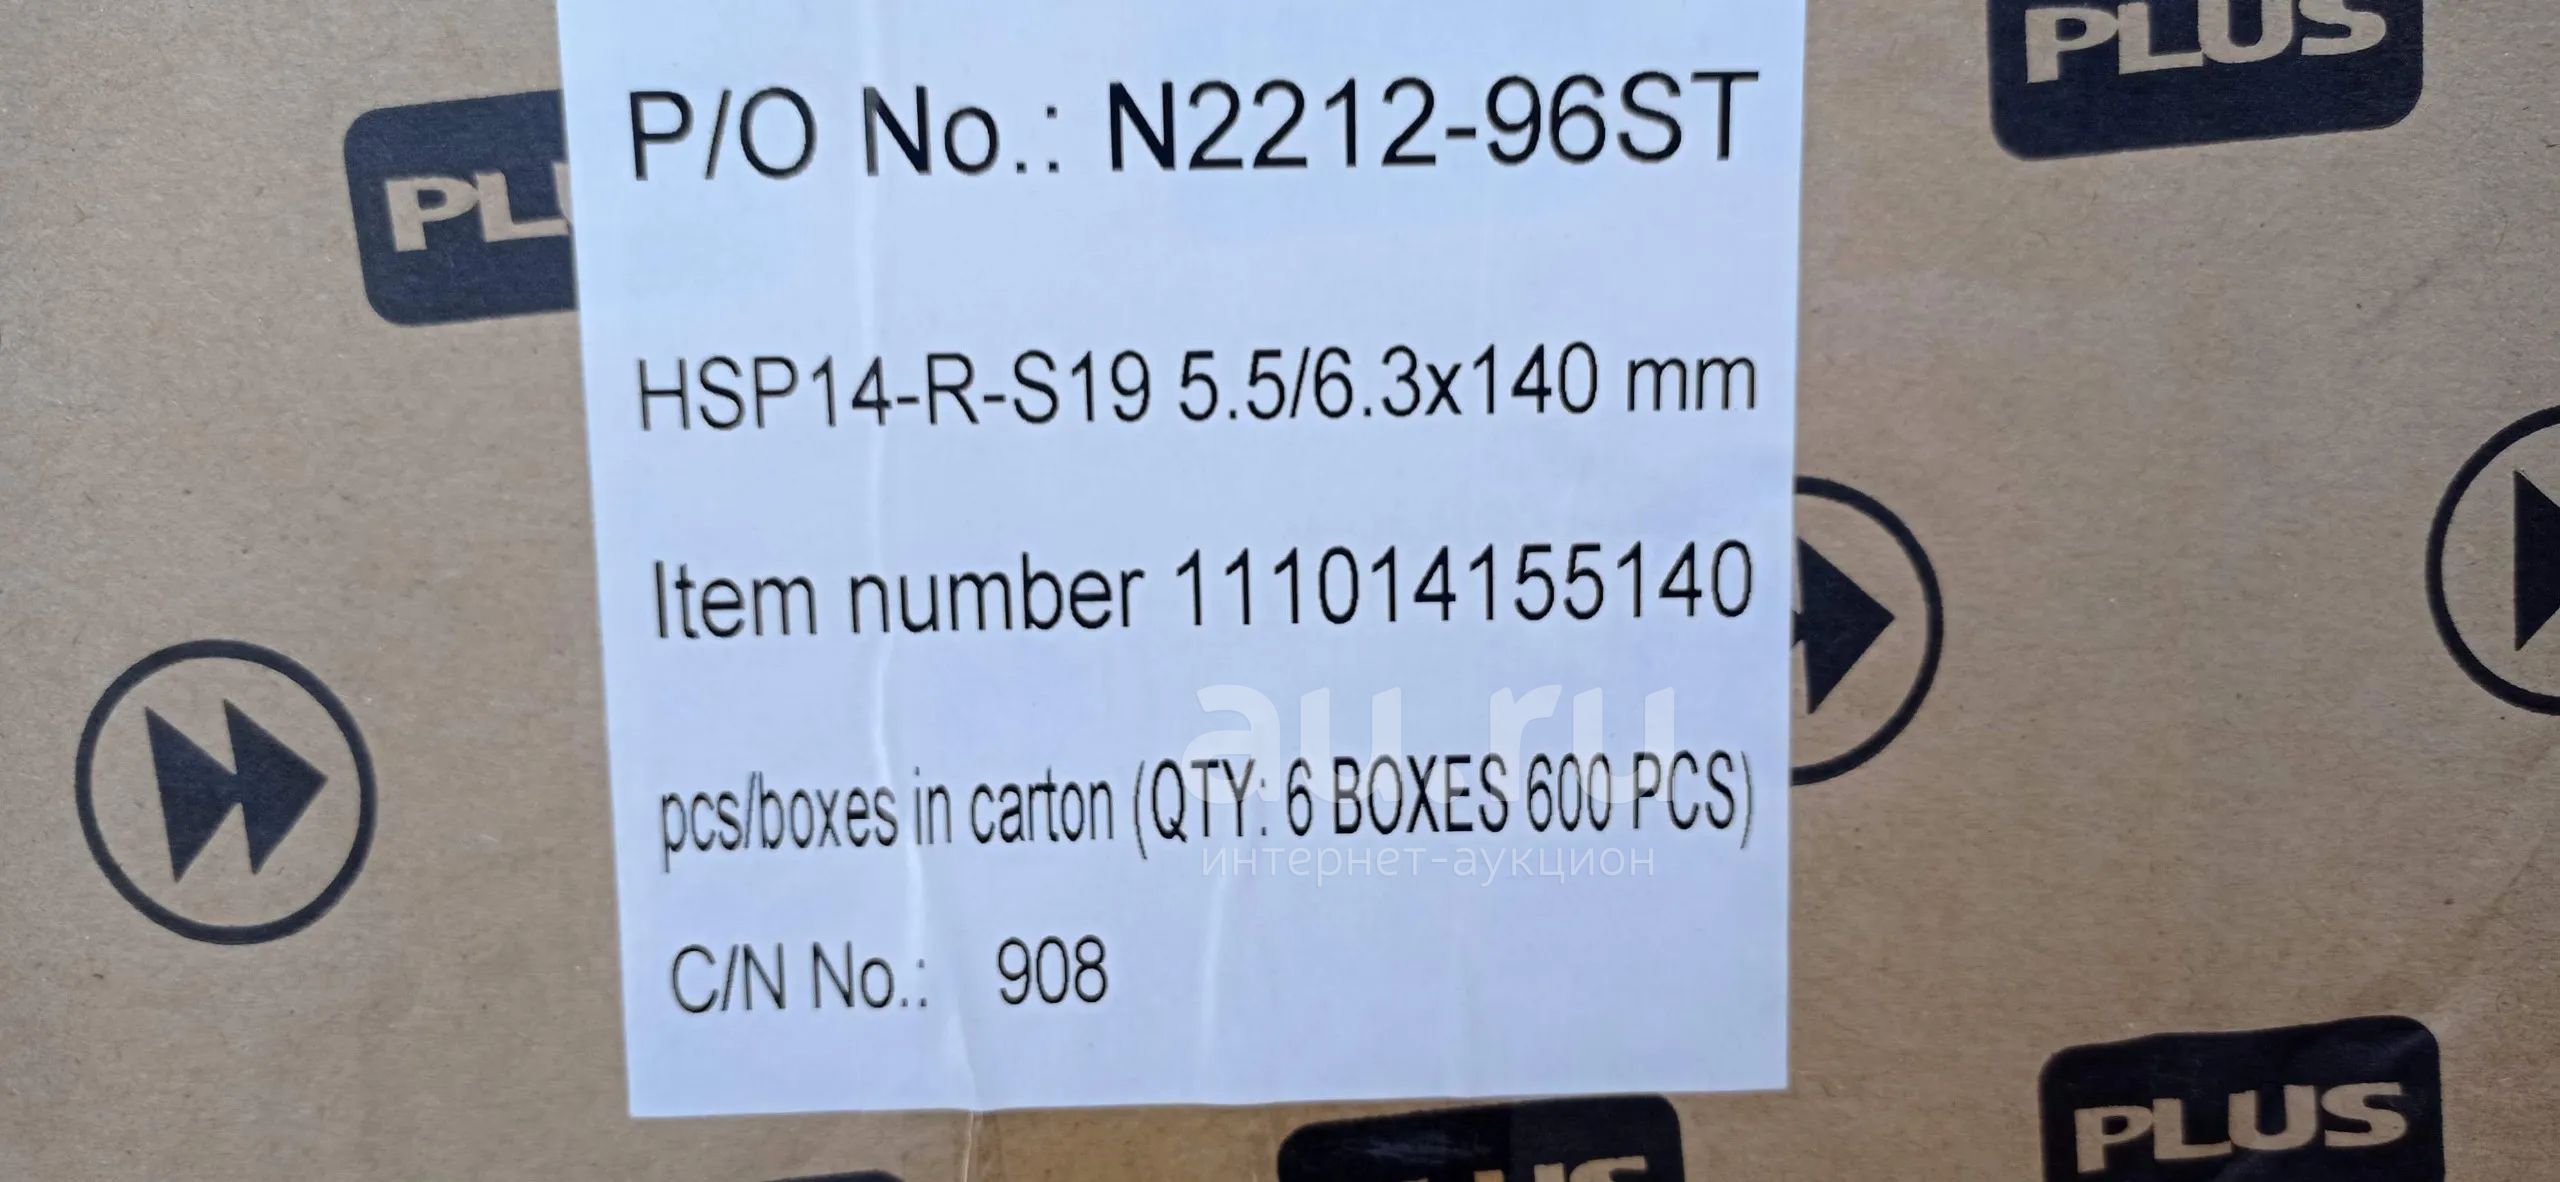 PLUS
P/O No.: N2212-96ST
PLU
HSP14-R-S19 5.5/6.3x140 mm
Item number 111014155140
au.ru
pcs/boxes in carton (QTY: 6 BOXES 600 PCS)
интернет-аукцион
C/N No.: 908
PLUS